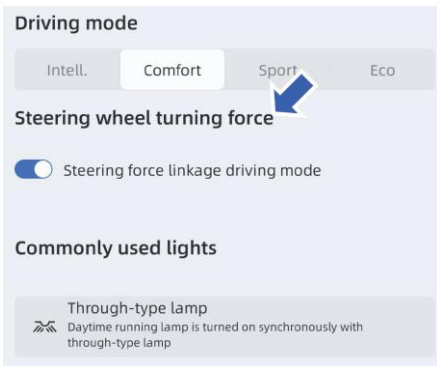 Driving mode
Intell. Comfort Sport Eco
Steering wheel turning force
Steering force linkage driving mode
Commonly used lights
Through-type lamp
Daytime running lamp is turned on synchronously with
through-type lamp